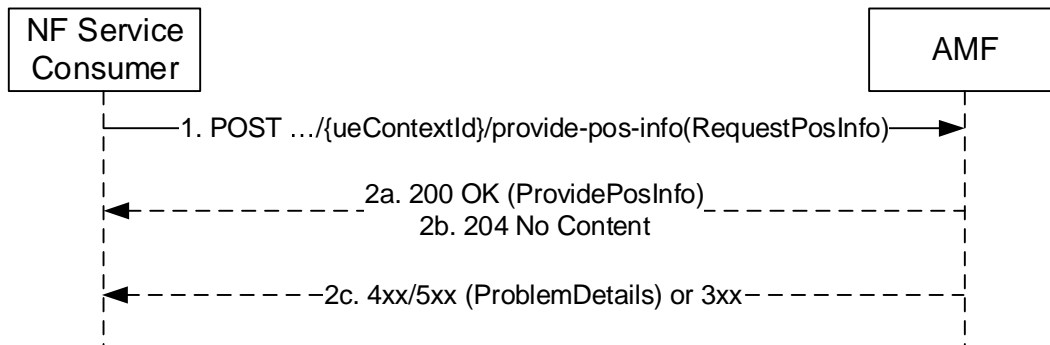 NF Service
Consumer
AMF
1. POST …/{ueContextId}/provide-pos-info(RequestPosInfo)
2a. 200 OK (ProvidePosInfo)
2b. 204 No Content
2c. 4xx/5xx (ProblemDetails) or 3xx